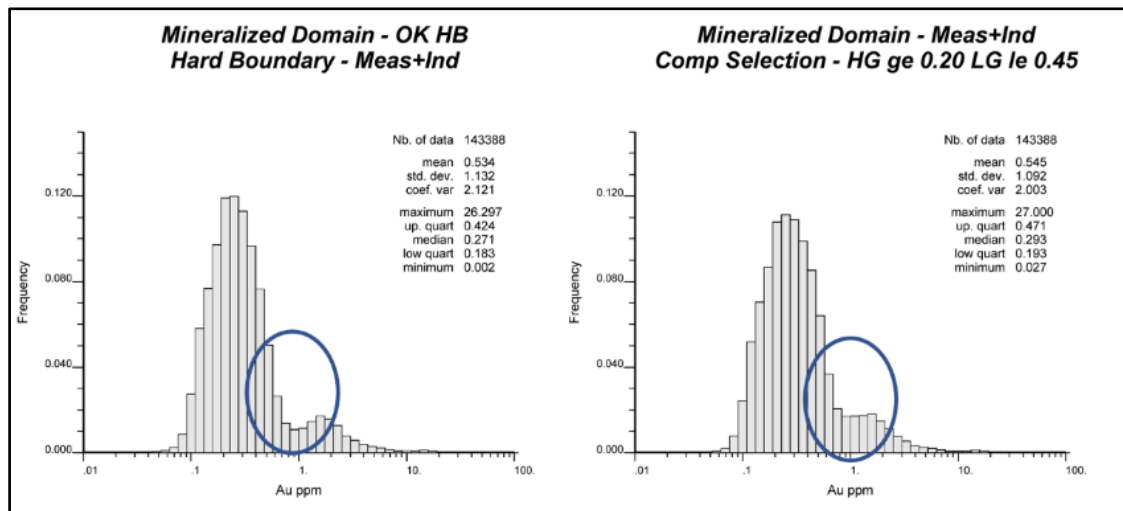 Mineralized Domain - OK HB
Hard Boundary - Meas+Ind
Nb. of data 143388
mean 0.534
std. dev. 1.132
coef. var 2.121
maximum 26.297
up. quart 0.424
median 0.271
low quart 0.183
minimum 0.002
Frequency
0.120
0.080
0.040
0.000
.01 .1 1. 10. 100.
Au ppm
Mineralized Domain - Meas+Ind
Comp Selection - HG ge 0.20 LG le 0.45
Nb. of data 143388
mean 0.545
std. dev. 1.092
coef. var 2.003
maximum 27.000
up. quart 0.471
median 0.293
low quart 0.193
minimum 0.027
Frequency
0.120
0.080
0.040
0.000
.01 .1 1. 10. 100.
Au ppm